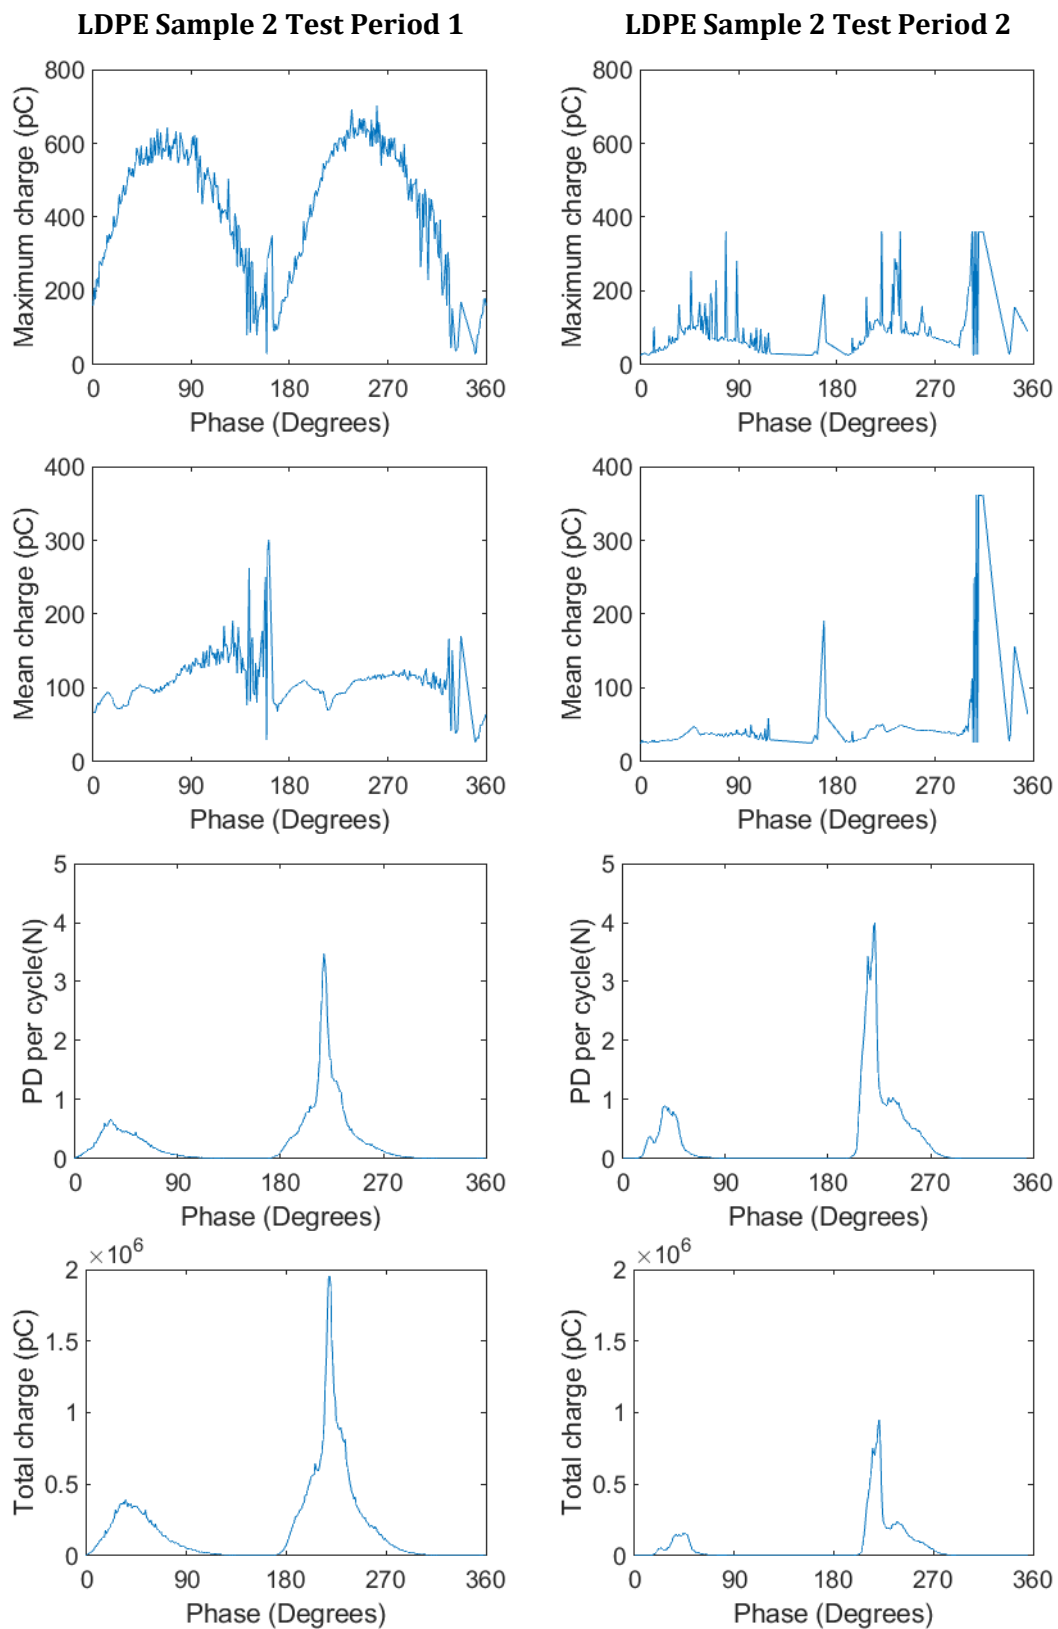 LDPE Sample 2 Test Period 1
LDPE Sample 2 Test Period 2
Maximum charge (pC)
800
600
400
200
0
0 90 180 270 360
Phase (Degrees)
Maximum charge (pC)
800
600
400
200
0
0 90 180 270 360
Phase (Degrees)
Mean charge (pC)
400
300
200
100
0
0 90 180 270 360
Phase (Degrees)
Mean charge (pC)
400
300
200
100
0
0 90 180 270 360
Phase (Degrees)
PD per cycle(N)
5
4
3
2
1
0
0 90 180 270 360
Phase (Degrees)
PD per cycle(N)
5
4
3
2
1
0
0 90 180 270 360
Phase (Degrees)
Total charge (pC)
×10⁶
2
1.5
1
0.5
0
0 90 180 270 360
Phase (Degrees)
Total charge (pC)
×10⁶
2
1.5
1
0.5
0
0 90 180 270 360
Phase (Degrees)